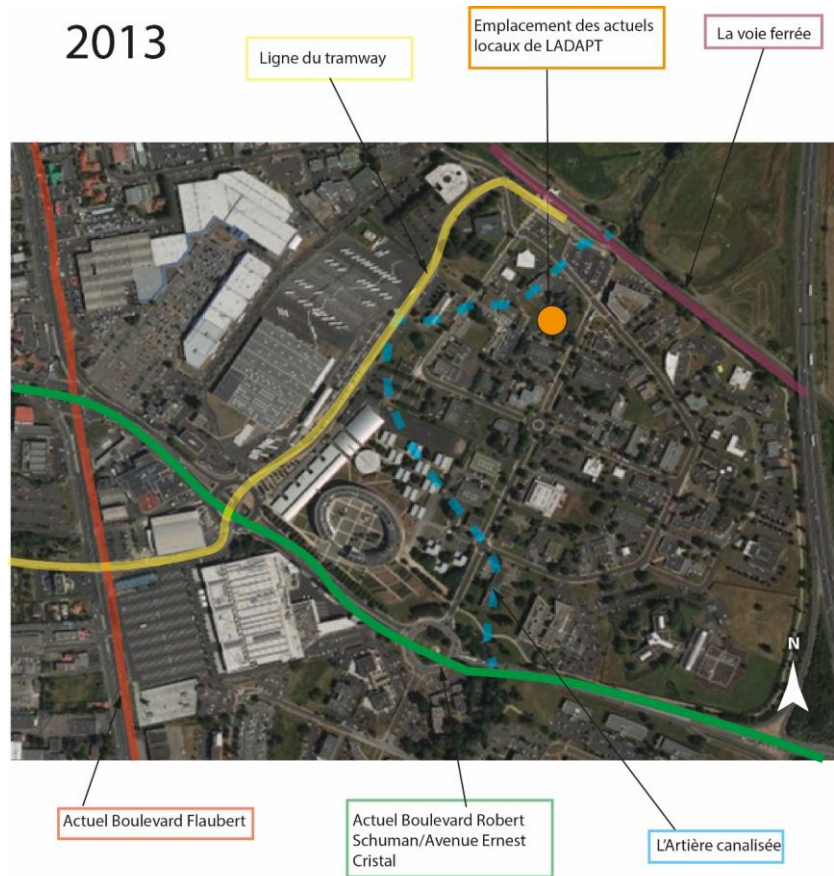 2013
Ligne du tramway
Emplacement des actuels
locaux de LADAPT
La voie ferrée
N
Actuel Boulevard Flaubert
Actuel Boulevard Robert
Schuman/Avenue Ernest
Cristal
L'Artière canalisée